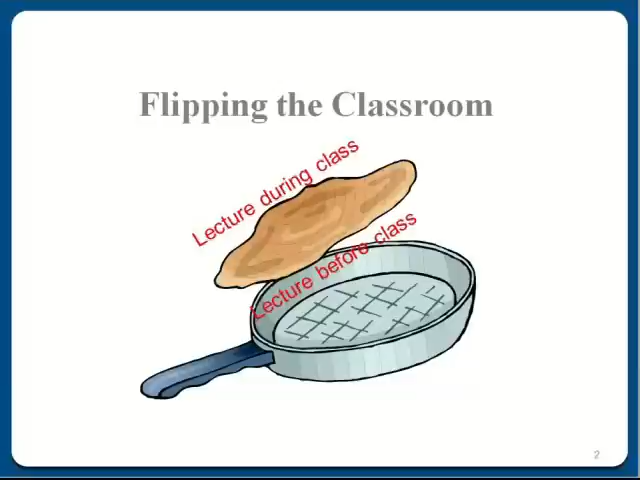 Flipping the Classroom
Lecture during class
Lecture before class
2